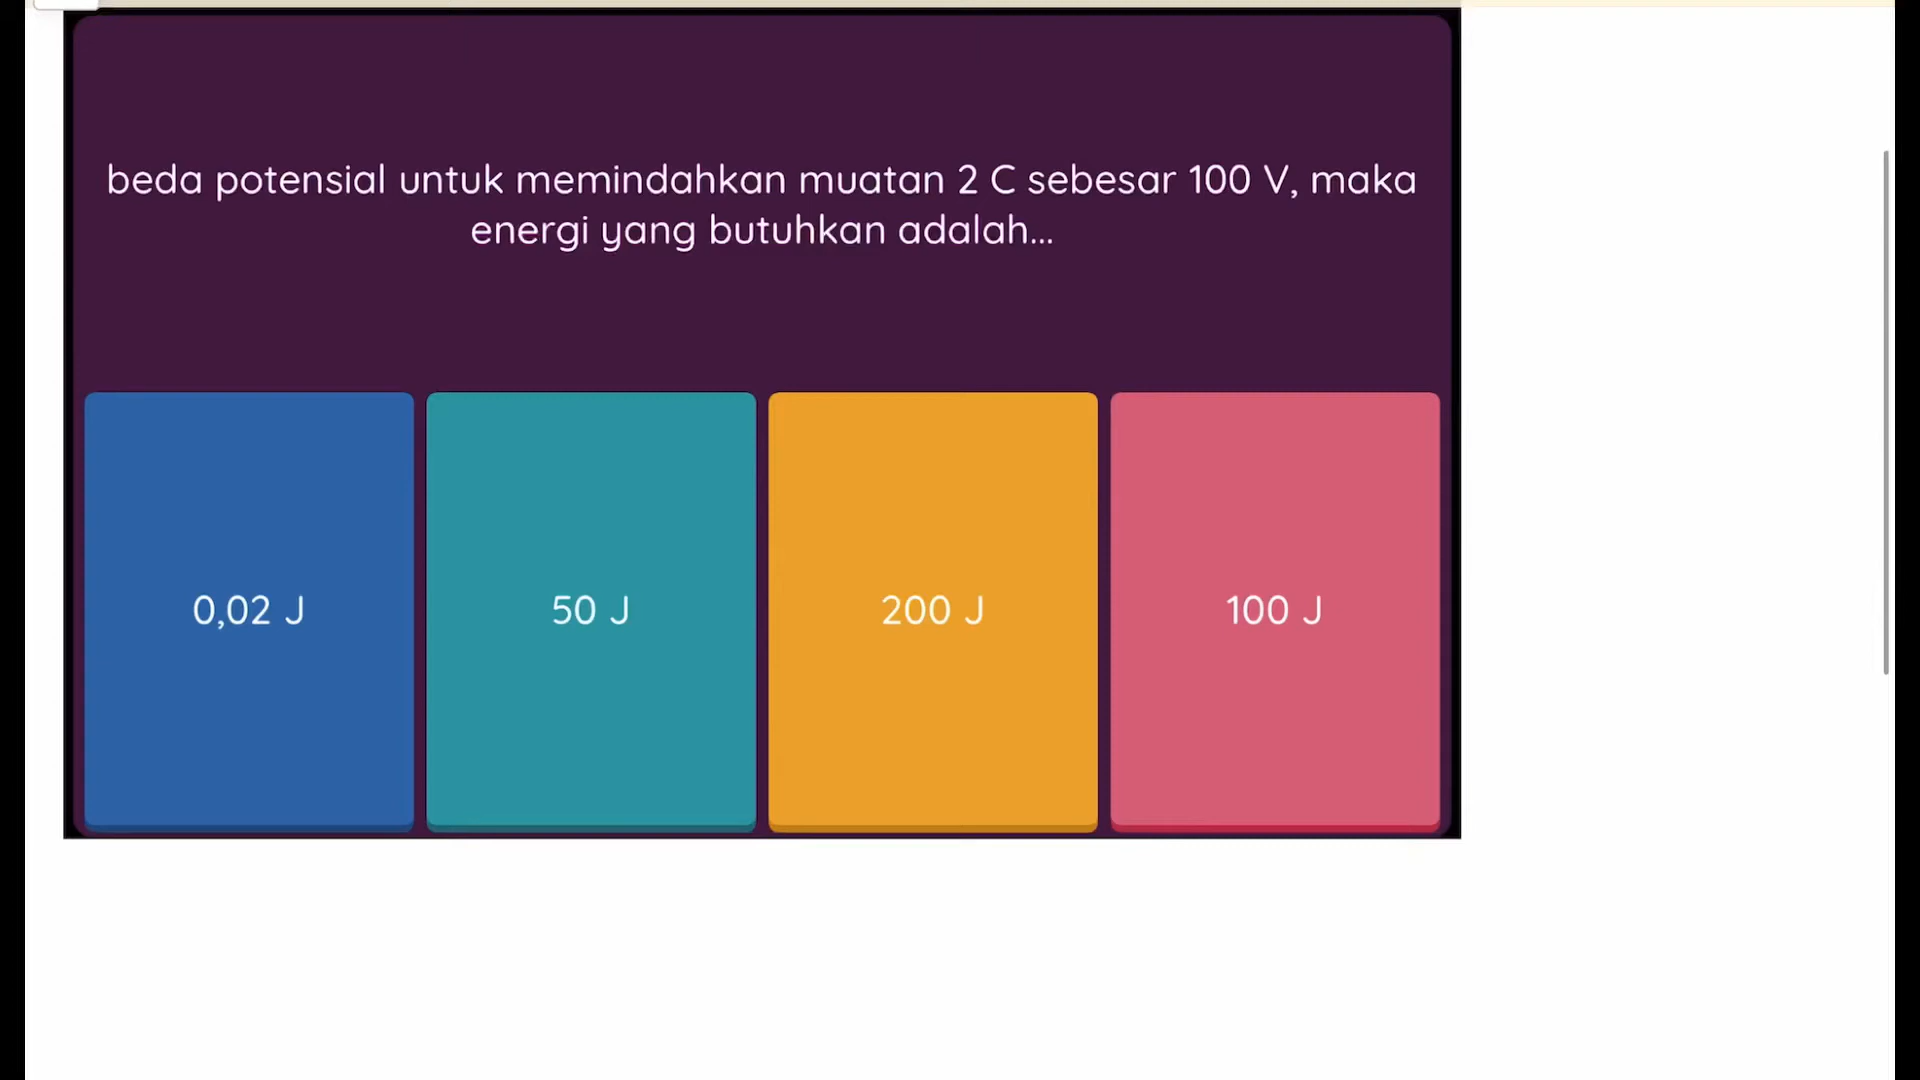 beda potensial untuk memindahkan muatan 2 C sebesar 100 V, maka
energi yang butuhkan adalah...
0,02 J
50 J
200 J
100 J